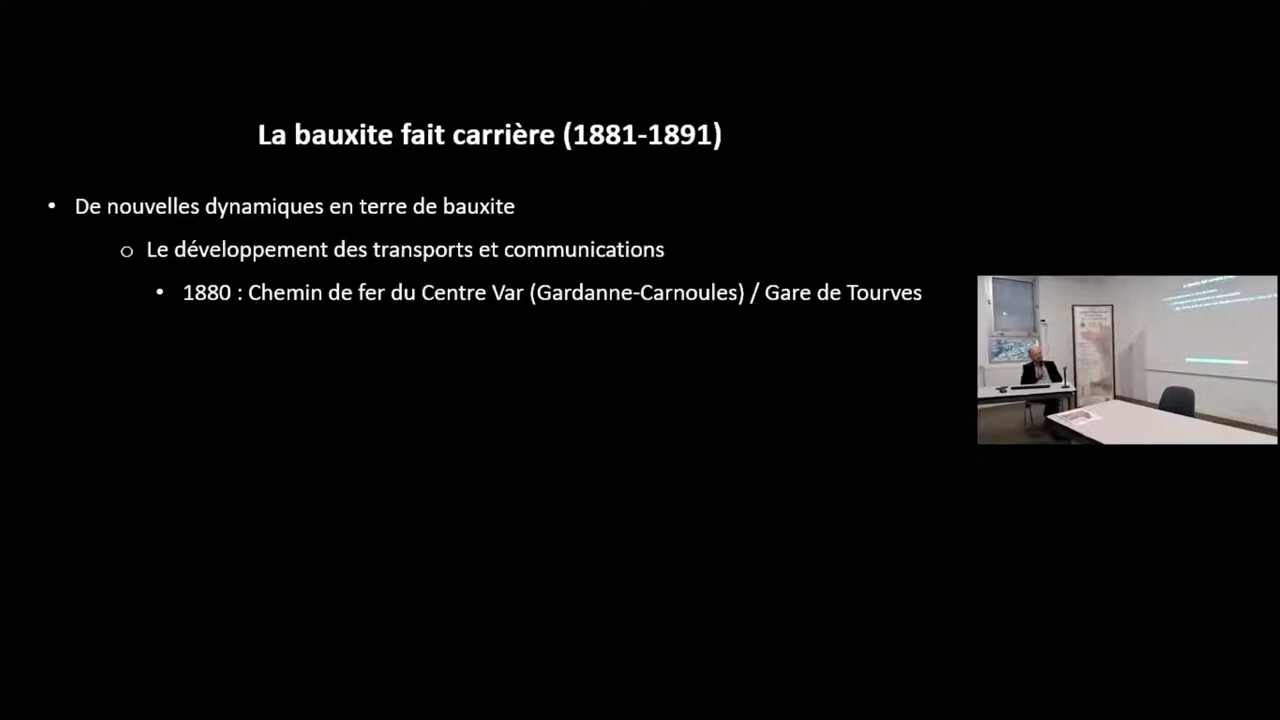 La bauxite fait carrière (1881-1891)
• De nouvelles dynamiques en terre de bauxite
o Le développement des transports et communications
• 1880 : Chemin de fer du Centre Var (Gardanne-Carnoules) / Gare de Tourves